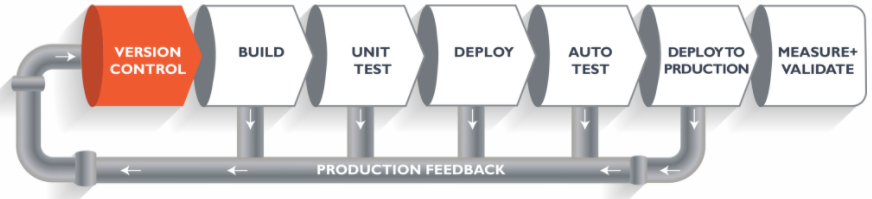 VERSION
CONTROL
BUILD
UNIT
TEST
DEPLOY
AUTO
TEST
DEPLOY TO
PRDUCTION
MEASURE+
VALIDATE
PRODUCTION FEEDBACK